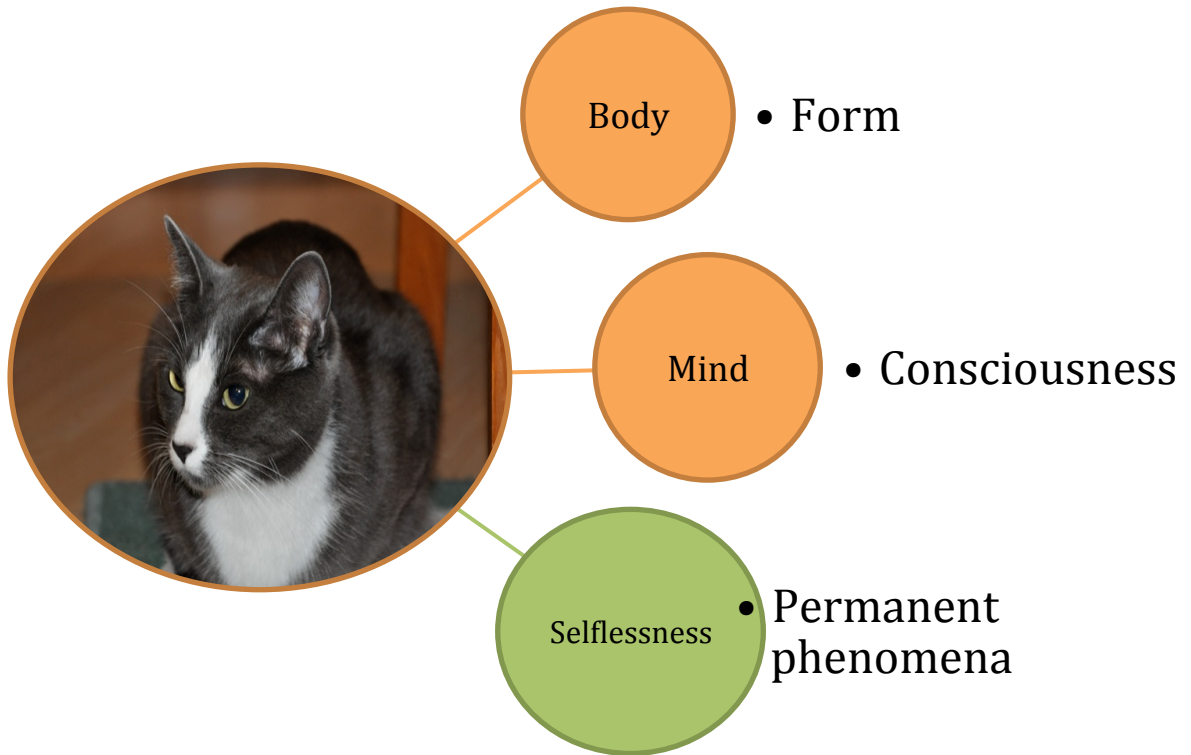 Body
• Form
Mind
• Consciousness
Selflessness
• Permanent
phenomena